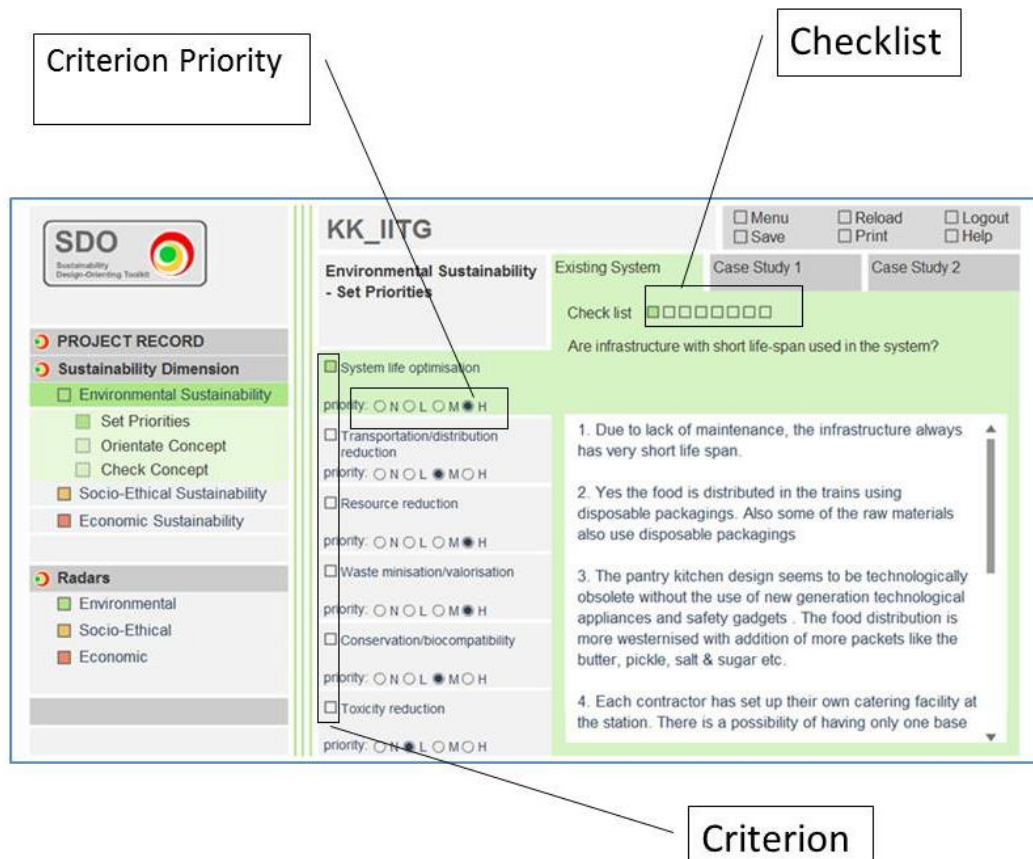 Criterion Priority
Checklist
SDO
Sustainability
Design-Orienting Toolkit
PROJECT RECORD
Sustainability Dimension
Environmental Sustainability
Set Priorities
Orientate Concept
Check Concept
Socio-Ethical Sustainability
Economic Sustainability
Radars
Environmental
Socio-Ethical
Economic
KK_IITG
Menu Reload Logout
Save Print Help
Environmental Sustainability
- Set Priorities
System life optimisation
priority: N L M H
Transportation/distribution
reduction
priority: N L M H
Resource reduction
priority: N L M H
Waste minisation/valorisation
priority: N L M H
Conservation/biocompatibility
priority: N L M H
Toxicity reduction
priority: N L M H
Existing System Case Study 1 Case Study 2
Check list
Are infrastructure with short life-span used in the system?
1. Due to lack of maintenance, the infrastructure always
has very short life span.
2. Yes the food is distributed in the trains using
disposable packagings. Also some of the raw materials
also use disposable packagings
3. The pantry kitchen design seems to be technologically
obsolete without the use of new generation technological
appliances and safety gadgets . The food distribution is
more westernised with addition of more packets like the
butter, pickle, salt & sugar etc.
4. Each contractor has set up their own catering facility at
the station. There is a possibility of having only one base
Criterion